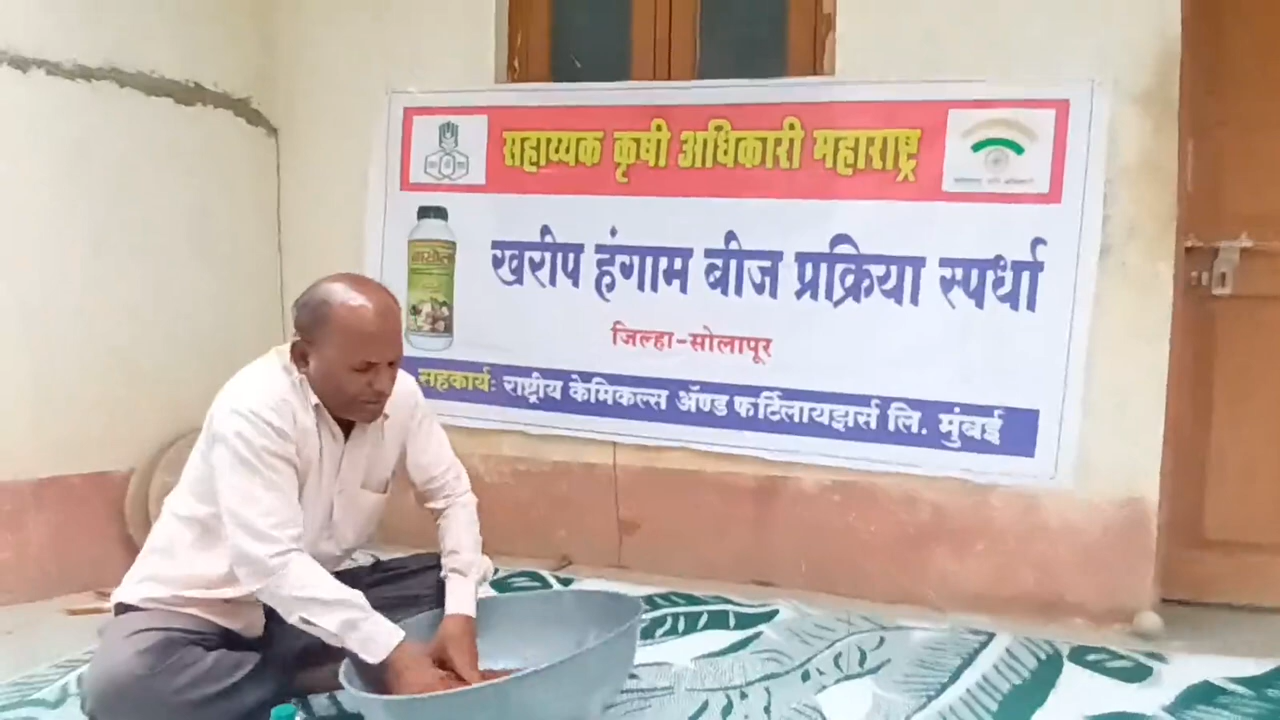 सहाय्यक कृषी अधिकारी महाराष्ट्र
खरीप हंगाम बीज प्रक्रिया स्पर्धा
जिल्हा-सोलापूर
सहकार्यः राष्ट्रीय केमिकल्स ॲण्ड फर्टिलायझर्स लि. मुंबई